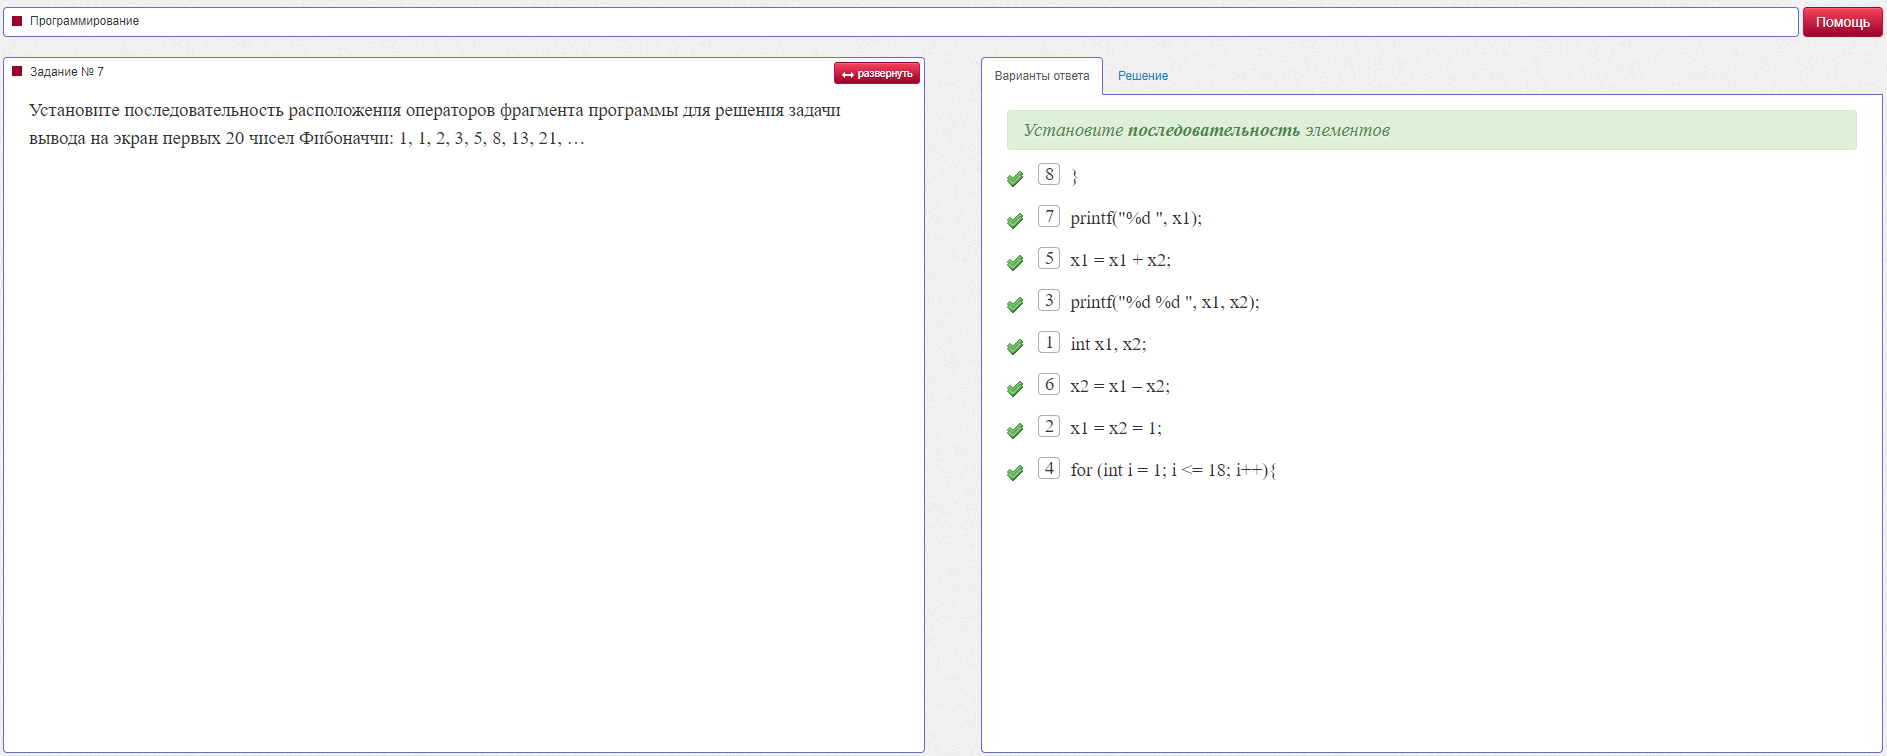 Программирование
Помощь
Задание № 7
развернуть
Установите последовательность расположения операторов фрагмента программы для решения задачи
вывода на экран первых 20 чисел Фибоначчи: 1, 1, 2, 3, 5, 8, 13, 21, …
Варианты ответа
Решение
Установите последовательность элементов
8 }
7 printf("%d ", x1);
5 x1 = x1 + x2;
3 printf("%d %d ", x1, x2);
1 int x1, x2;
6 x2 = x1 – x2;
2 x1 = x2 = 1;
4 for (int i = 1; i <= 18; i++){